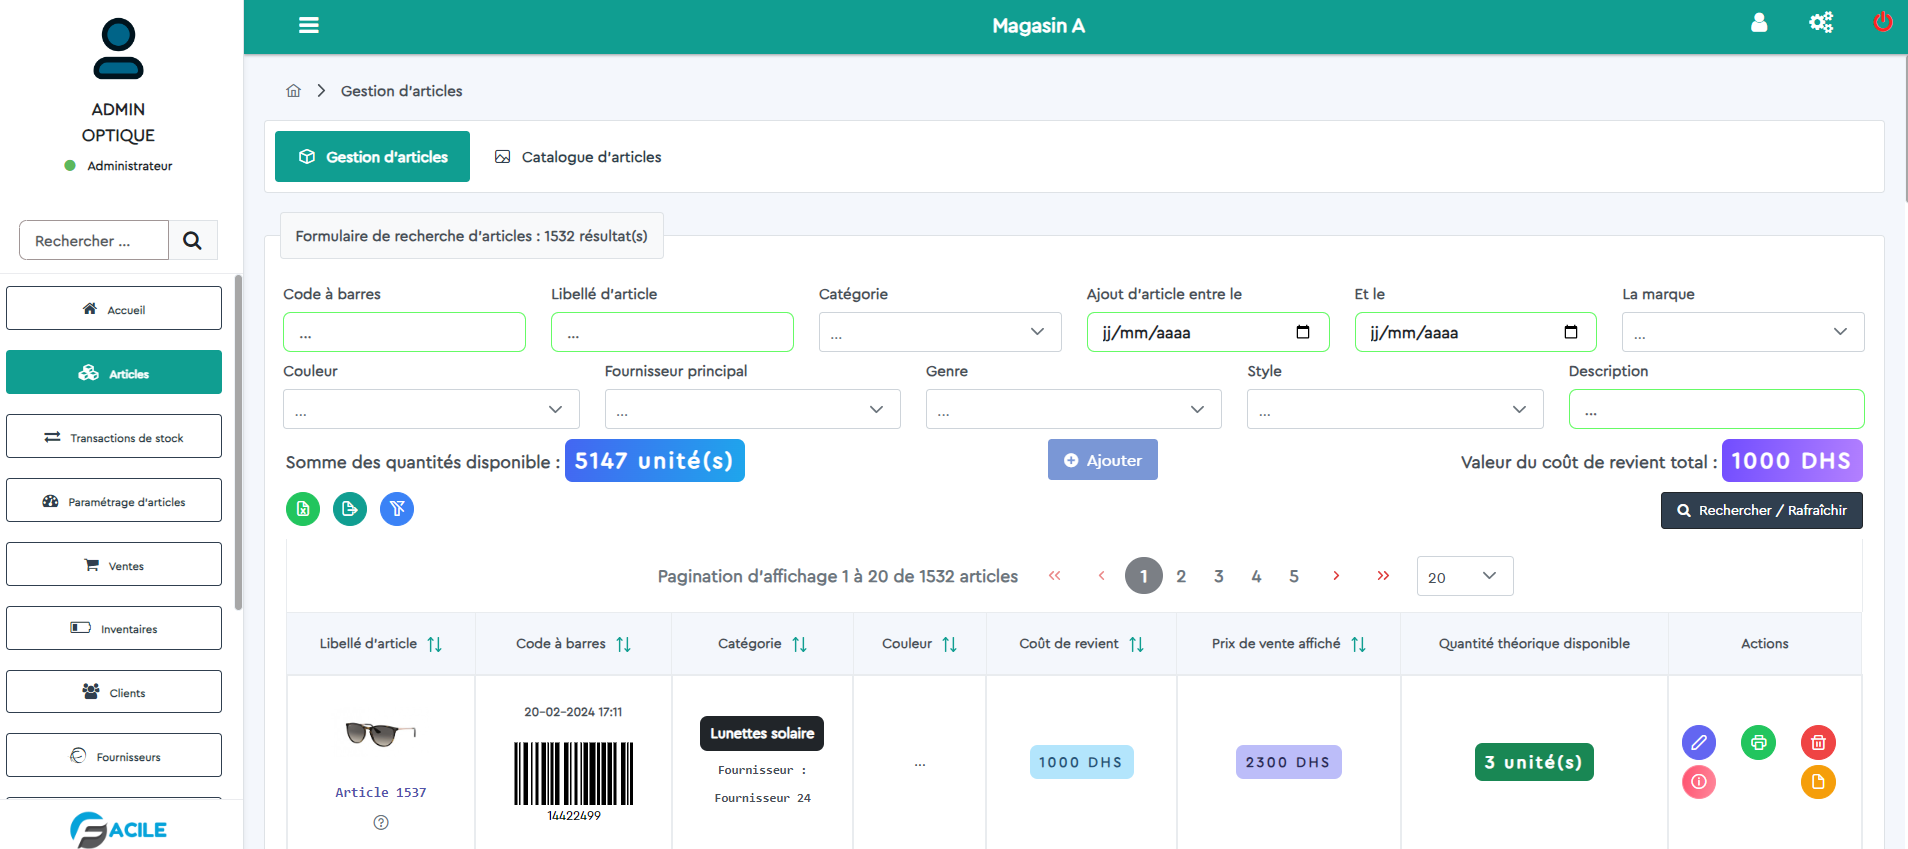 ADMIN
OPTIQUE
Administrateur
Rechercher ...
Accueil
Articles
Transactions de stock
Paramétrage d'articles
Ventes
Inventaires
Clients
Fournisseurs
FACILE
Magasin A
Gestion d'articles
Gestion d'articles
Catalogue d'articles
Formulaire de recherche d'articles : 1532 résultat(s)
Code à barres
Libellé d'article
Catégorie
Ajout d'article entre le
Et le
La marque
...
...
...
jj/mm/aaaa
jj/mm/aaaa
...
Couleur
Fournisseur principal
Genre
Style
Description
...
...
...
...
...
Somme des quantités disponible : 5147 unité(s)
Ajouter
Valeur du coût de revient total : 1000 DHS
Rechercher / Rafraîchir
Pagination d'affichage 1 à 20 de 1532 articles « ‹ 1 2 3 4 5 › » 20
Libellé d'article
Code à barres
Catégorie
Couleur
Coût de revient
Prix de vente affiché
Quantité théorique disponible
Actions
Article 1537
20-02-2024 17:11
14422499
Lunettes solaire
Fournisseur :
Fournisseur 24
...
1000 DHS
2300 DHS
3 unité(s)